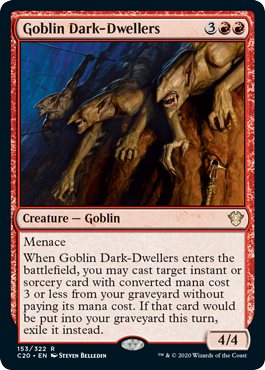 Goblin Dark-Dwellers 3
Creature — Goblin
Menace
When Goblin Dark-Dwellers enters the
battlefield, you may cast target instant or
sorcery card with converted mana cost
3 or less from your graveyard without
paying its mana cost. If that card would
be put into your graveyard this turn,
exile it instead.
4/4
153/322 R
C20 • EN Steven Belledin
™ & © 2020 Wizards of the Coast